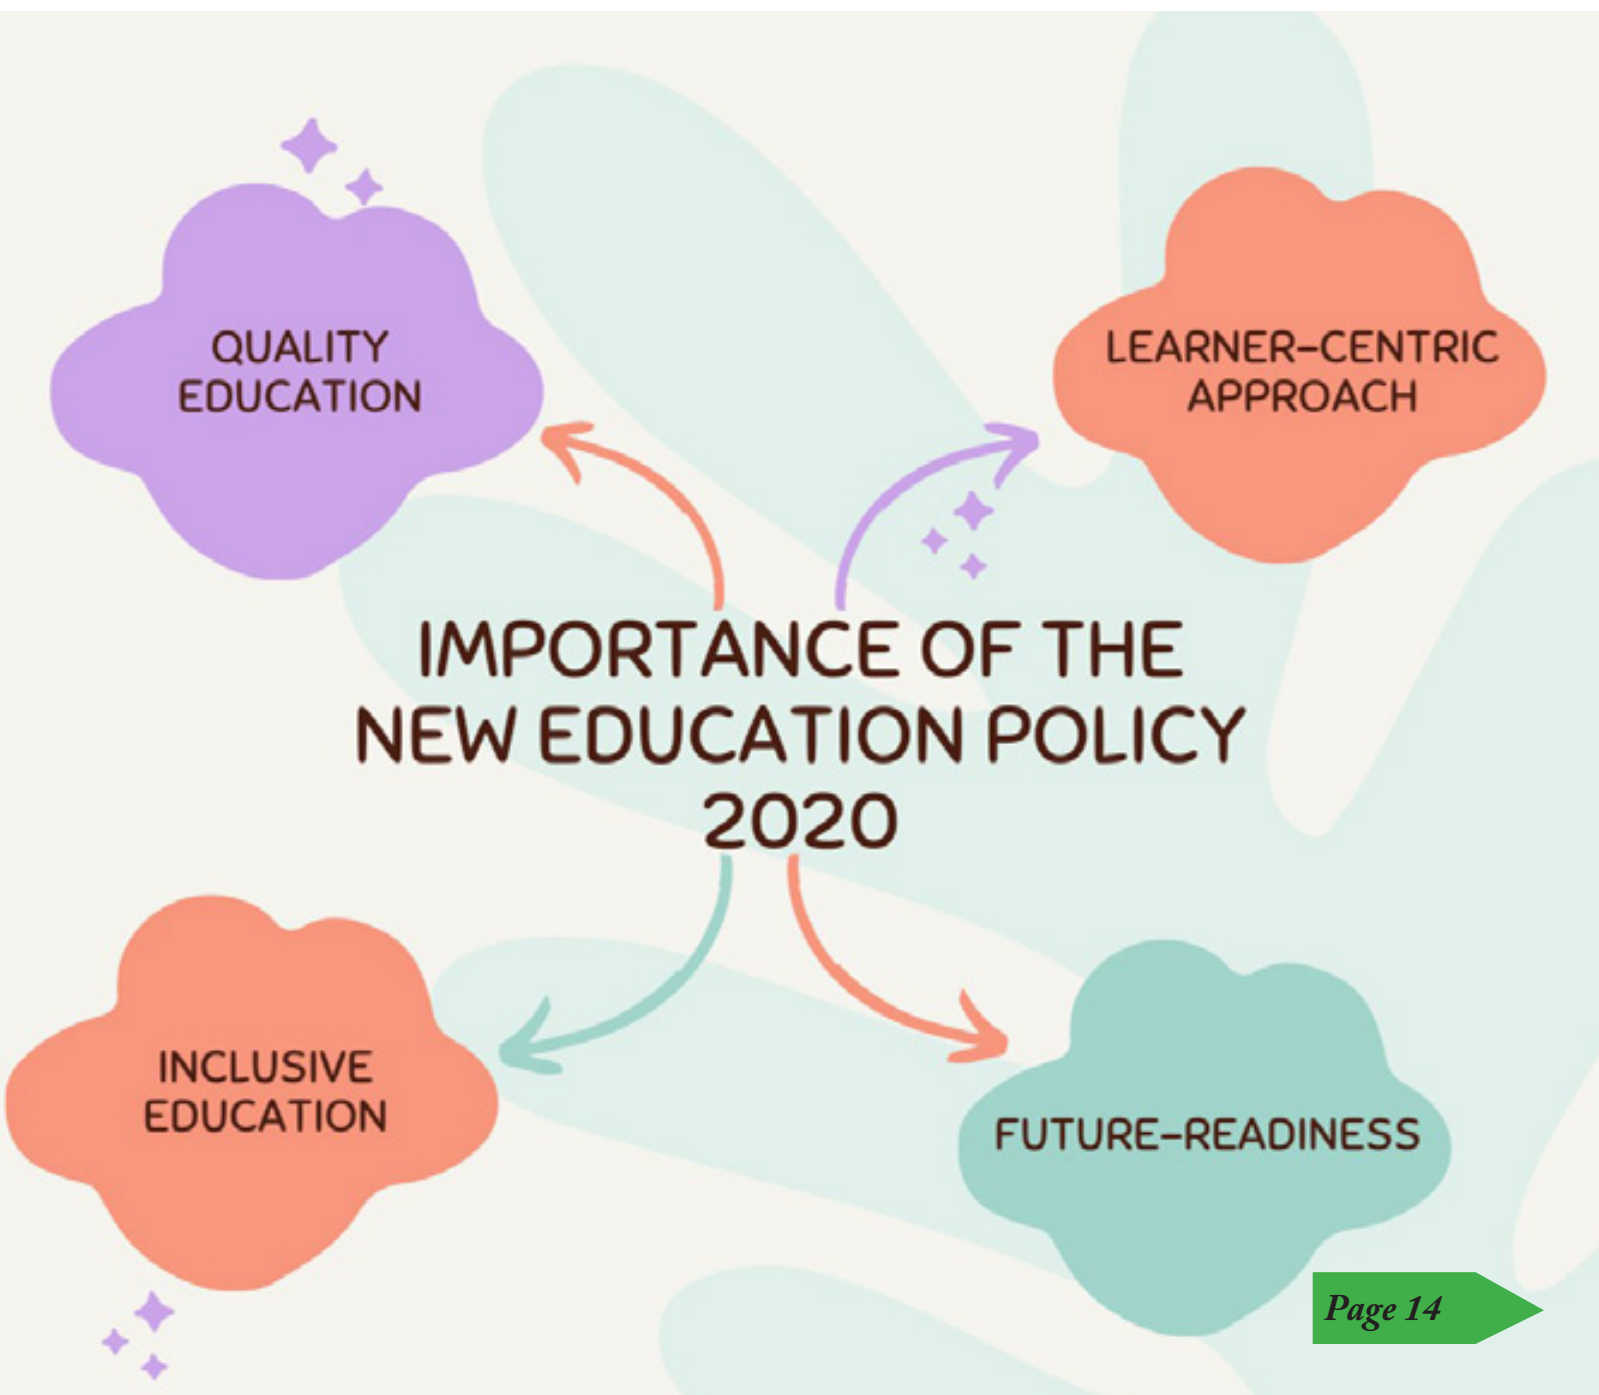 QUALITY
EDUCATION
LEARNER-CENTRIC
APPROACH
IMPORTANCE OF THE
NEW EDUCATION POLICY
2020
INCLUSIVE
EDUCATION
FUTURE-READINESS
Page 14